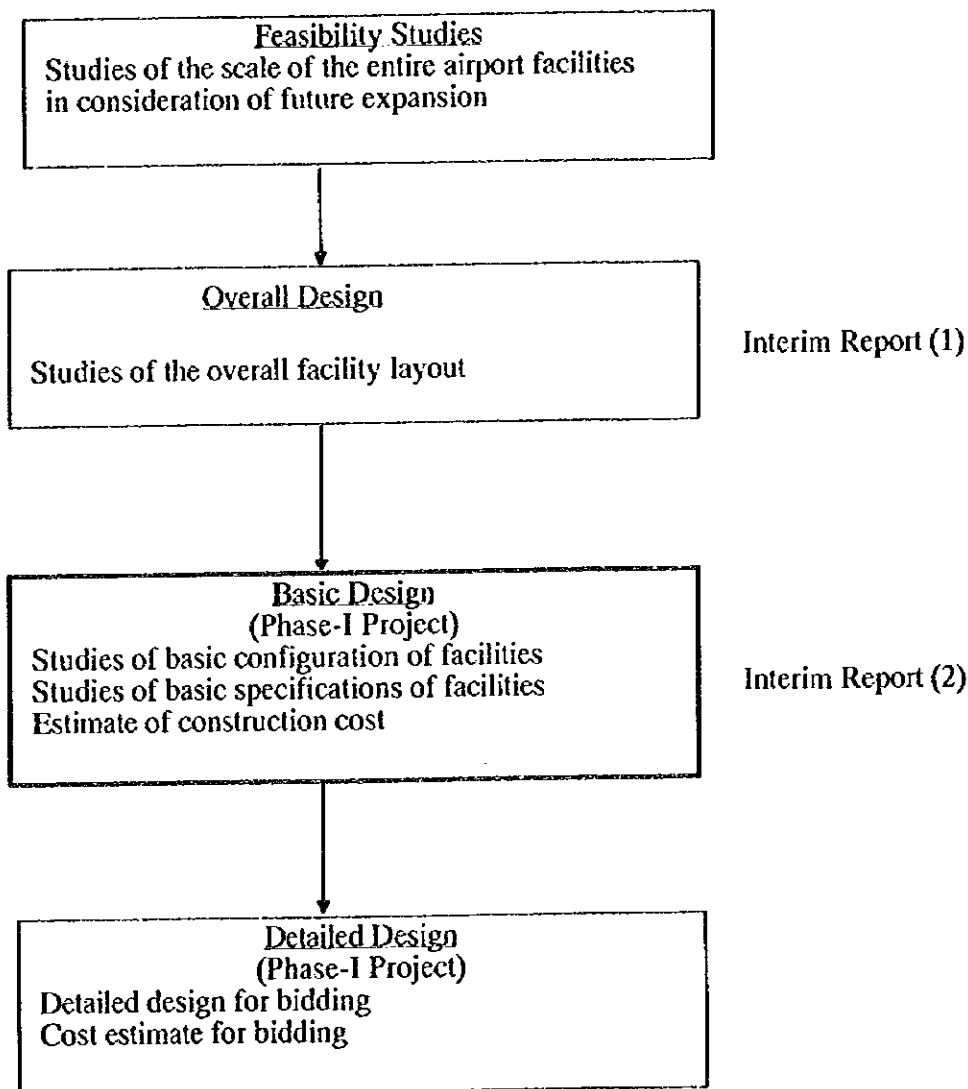 Feasibility Studies
Studies of the scale of the entire airport facilities
in consideration of future expansion
Overall Design
Studies of the overall facility layout
Interim Report (1)
Basic Design
(Phase-I Project)
Studies of basic configuration of facilities
Studies of basic specifications of facilities
Estimate of construction cost
Interim Report (2)
Detailed Design
(Phase-I Project)
Detailed design for bidding
Cost estimate for bidding